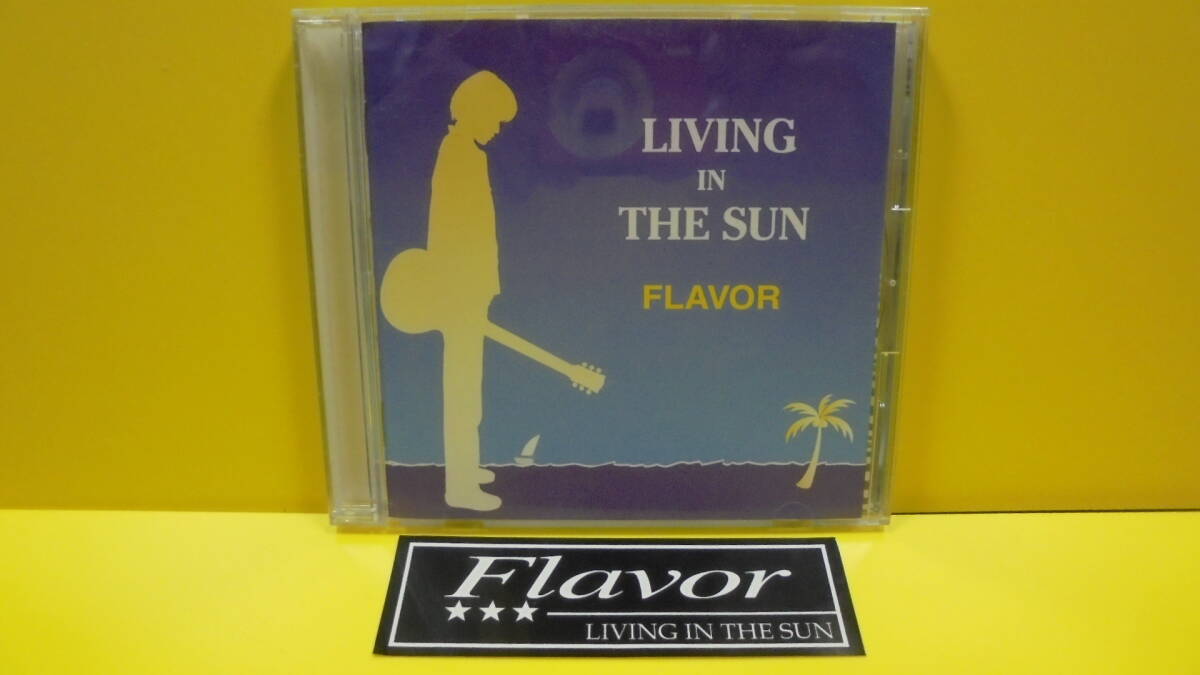 LIVING
IN
THE SUN
FLAVOR
Flavor
LIVING IN THE SUN